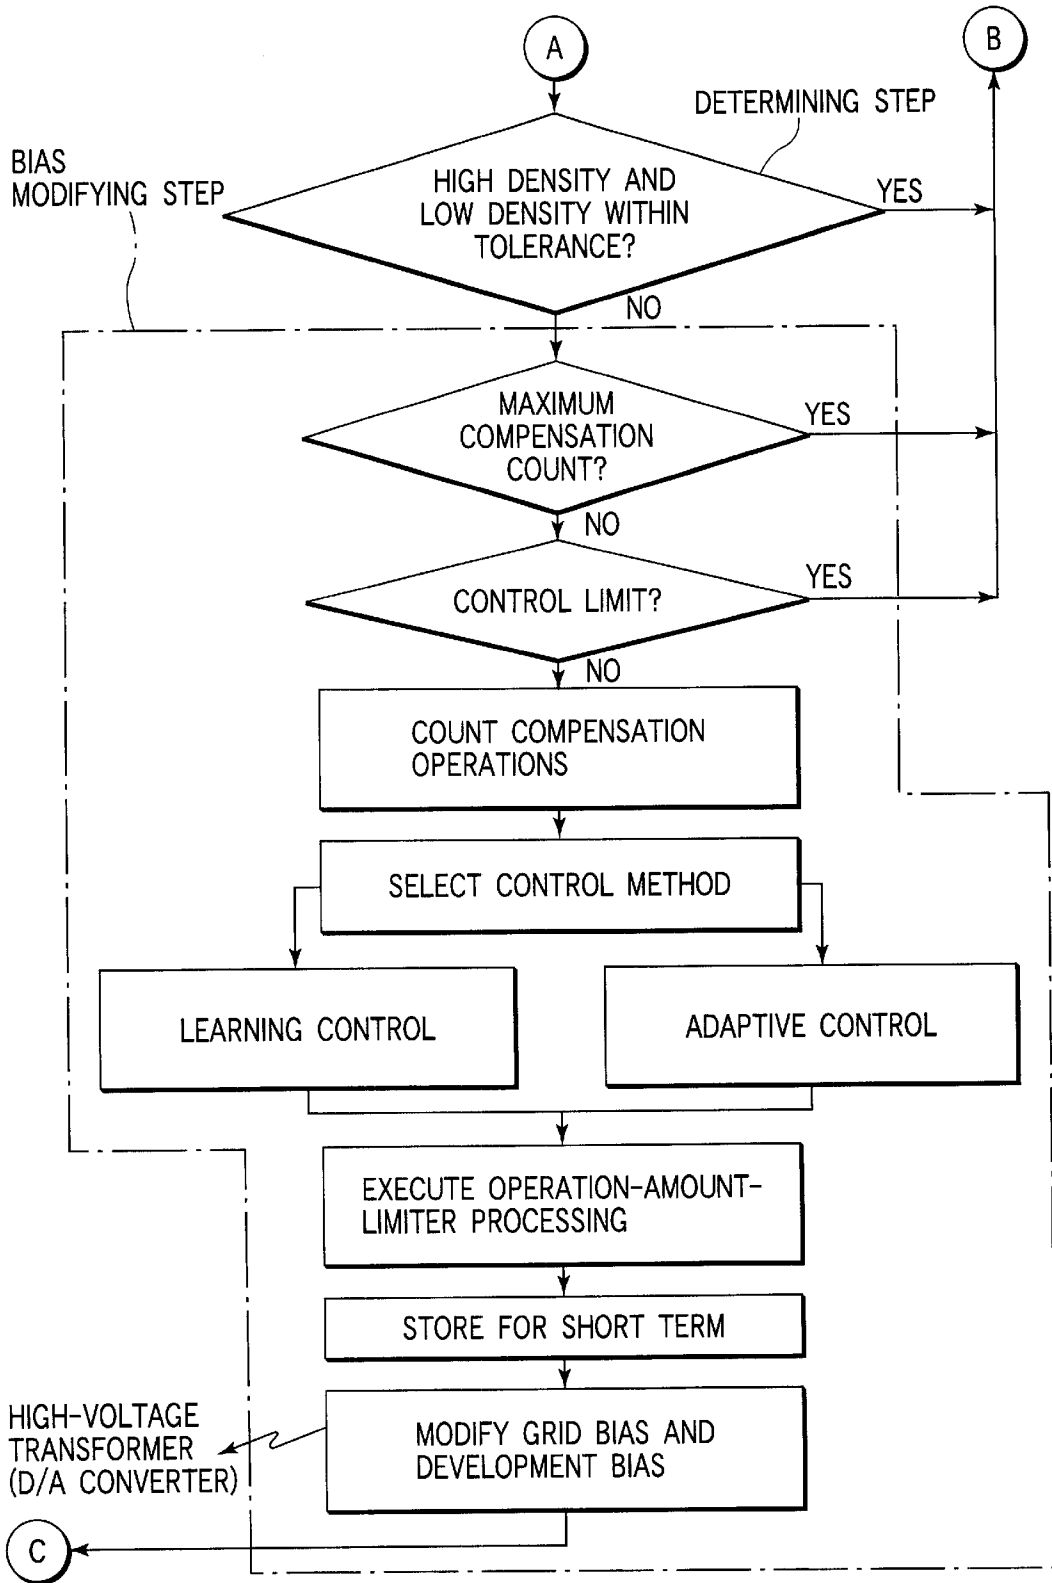 A
B
DETERMINING STEP
BIAS
MODIFYING STEP
HIGH DENSITY AND
LOW DENSITY WITHIN
TOLERANCE?
YES
NO
MAXIMUM
COMPENSATION
COUNT?
YES
NO
CONTROL LIMIT?
YES
NO
COUNT COMPENSATION
OPERATIONS
SELECT CONTROL METHOD
LEARNING CONTROL
ADAPTIVE CONTROL
EXECUTE OPERATION-AMOUNT-
LIMITER PROCESSING
STORE FOR SHORT TERM
HIGH-VOLTAGE
TRANSFORMER
(D/A CONVERTER)
MODIFY GRID BIAS AND
DEVELOPMENT BIAS
C